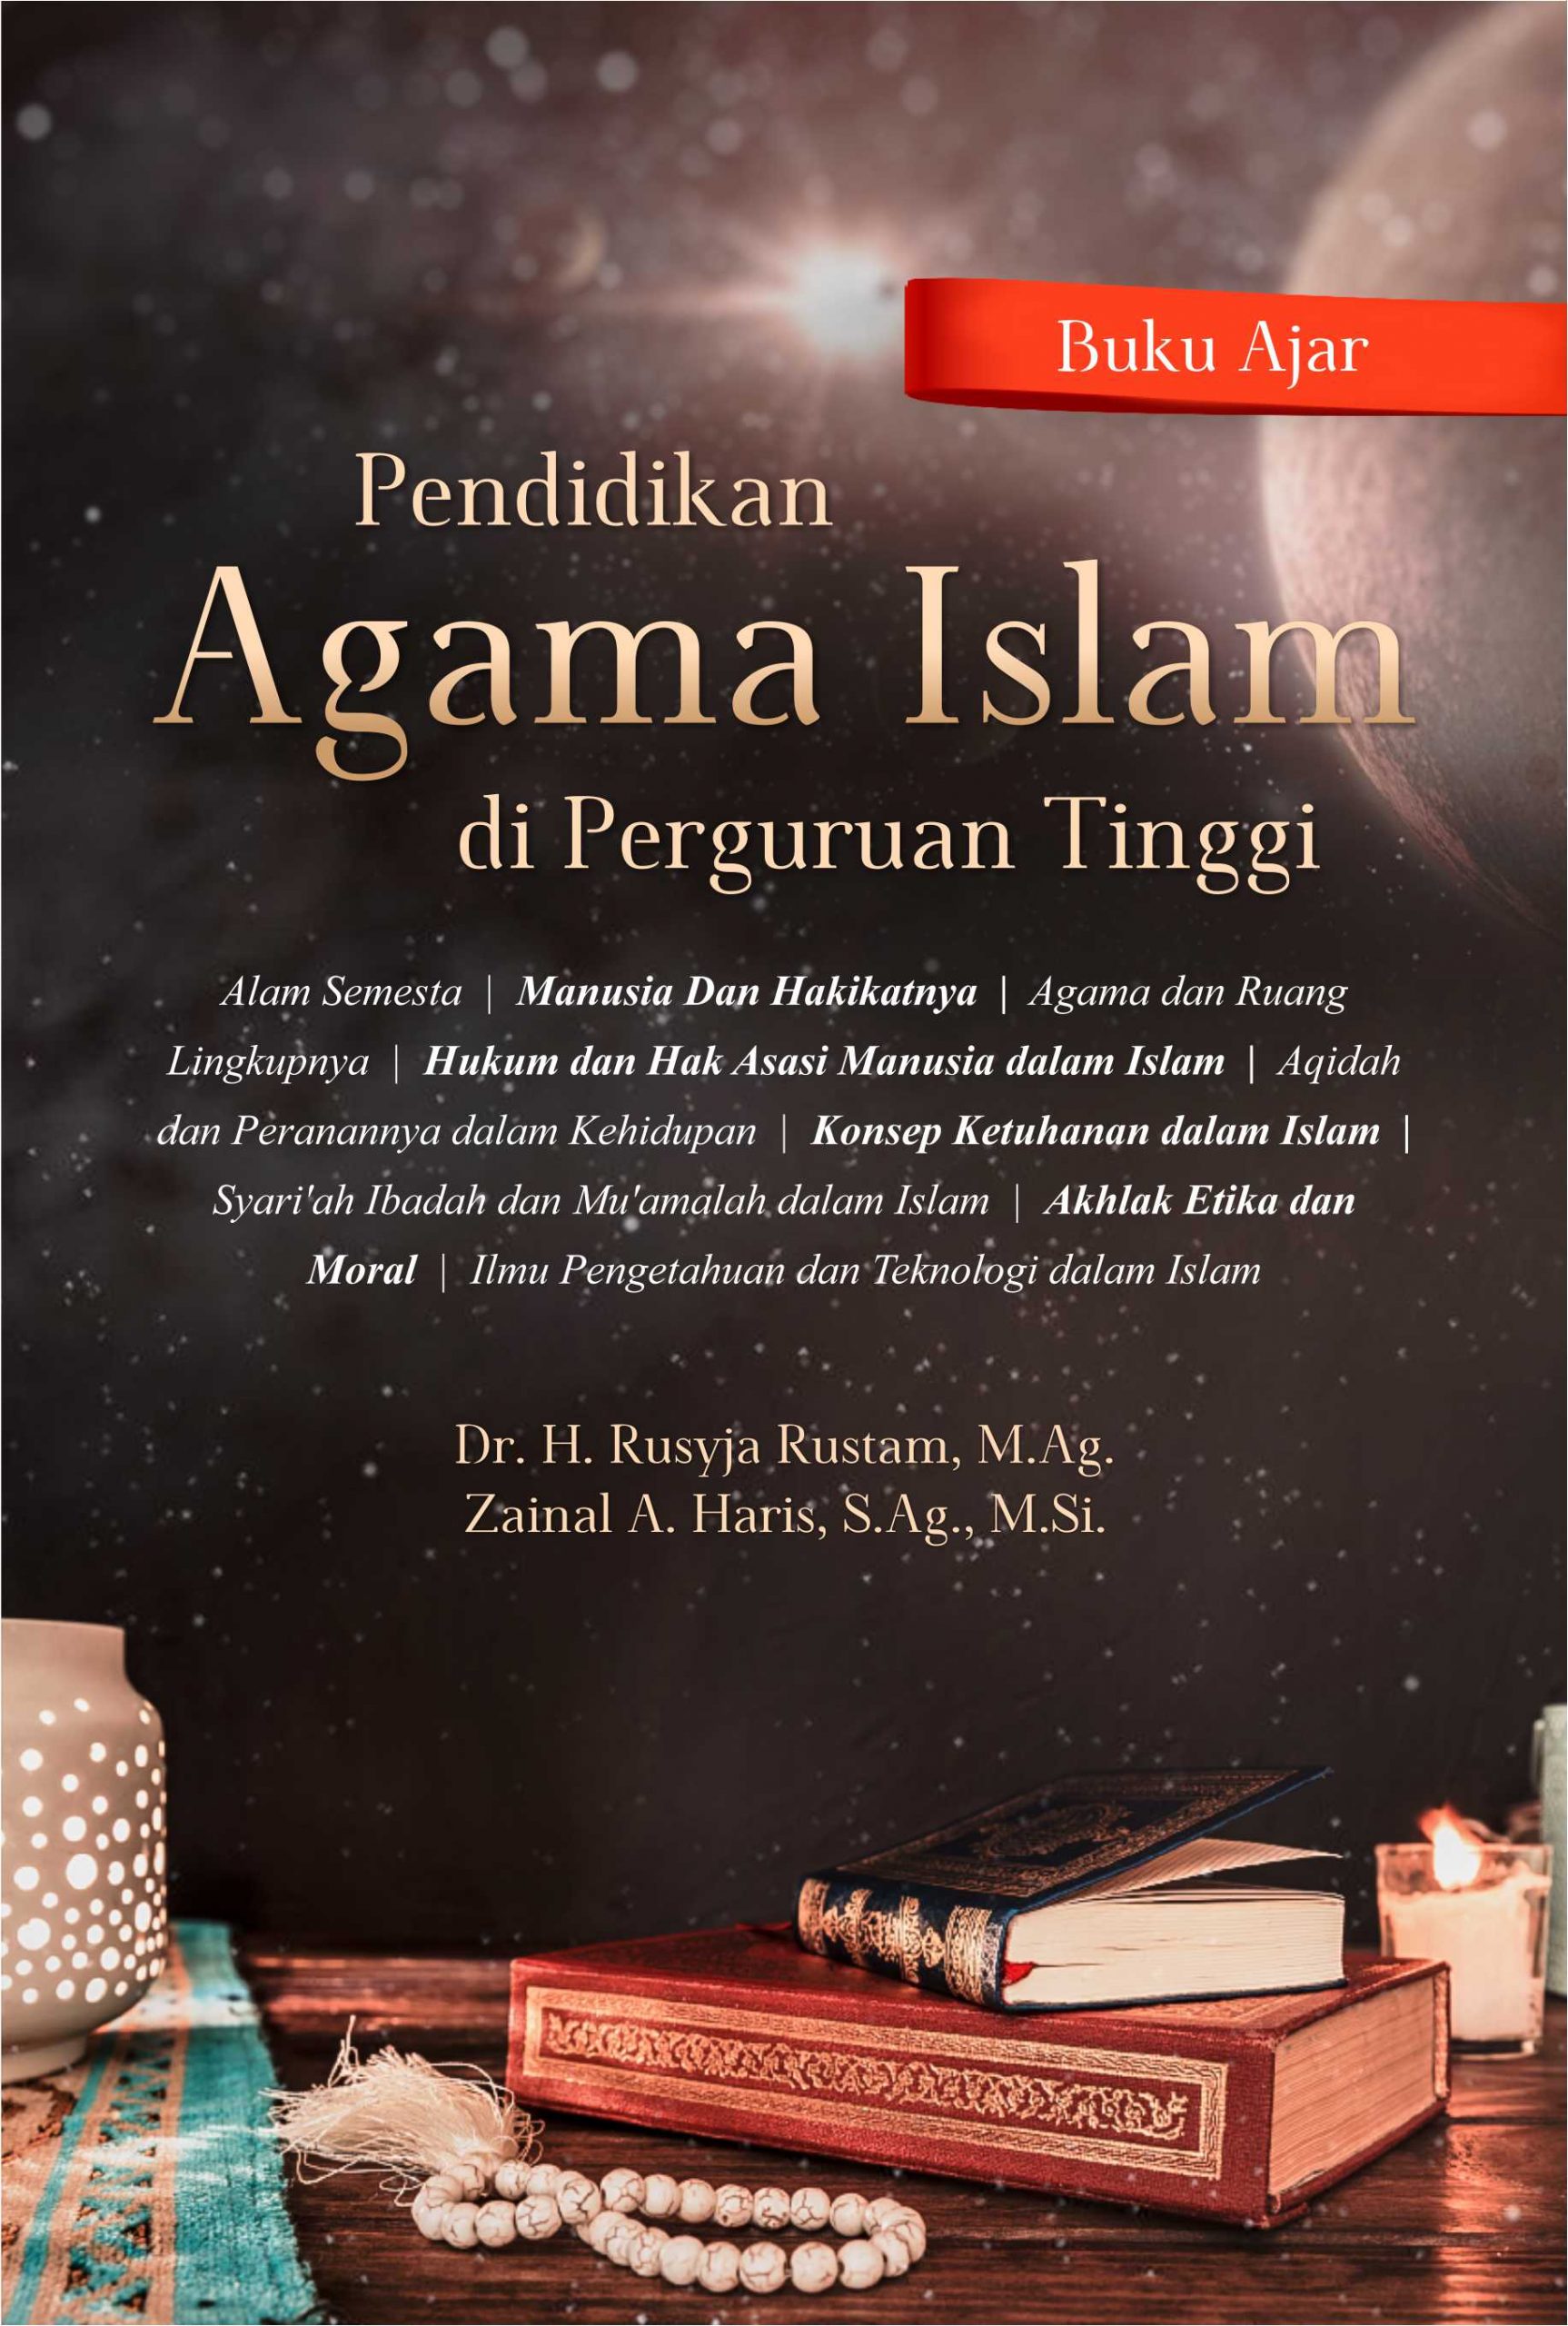 Buku Ajar
Pendidikan
Agama Islam
di Perguruan Tinggi
Alam Semesta | Manusia Dan Hakikatnya | Agama dan Ruang
Lingkupnya | Hukum dan Hak Asasi Manusia dalam Islam | Aqidah
dan Peranannya dalam Kehidupan | Konsep Ketuhanan dalam Islam |
Syari'ah Ibadah dan Mu'amalah dalam Islam | Akhlak Etika dan
Moral | Ilmu Pengetahuan dan Teknologi dalam Islam
Dr. H. Rusyja Rustam, M.Ag.
Zainal A. Haris, S.Ag., M.Si.